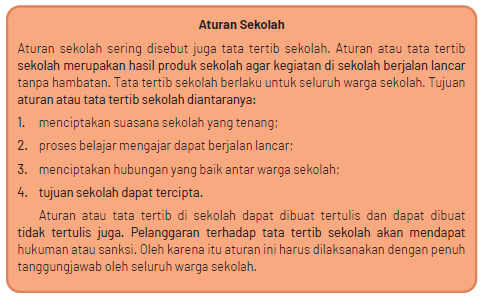 Aturan Sekolah
Aturan sekolah sering disebut juga tata tertib sekolah. Aturan atau tata tertib
sekolah merupakan hasil produk sekolah agar kegiatan di sekolah berjalan lancar
tanpa hambatan. Tata tertib sekolah berlaku untuk seluruh warga sekolah. Tujuan
aturan atau tata tertib sekolah diantaranya:
1. menciptakan suasana sekolah yang tenang;
2. proses belajar mengajar dapat berjalan lancar;
3. menciptakan hubungan yang baik antar warga sekolah;
4. tujuan sekolah dapat tercipta.
Aturan atau tata tertib di sekolah dapat dibuat tertulis dan dapat dibuat
tidak tertulis juga. Pelanggaran terhadap tata tertib sekolah akan mendapat
hukuman atau sanksi. Oleh karena itu aturan ini harus dilaksanakan dengan penuh
tanggungjawab oleh seluruh warga sekolah.